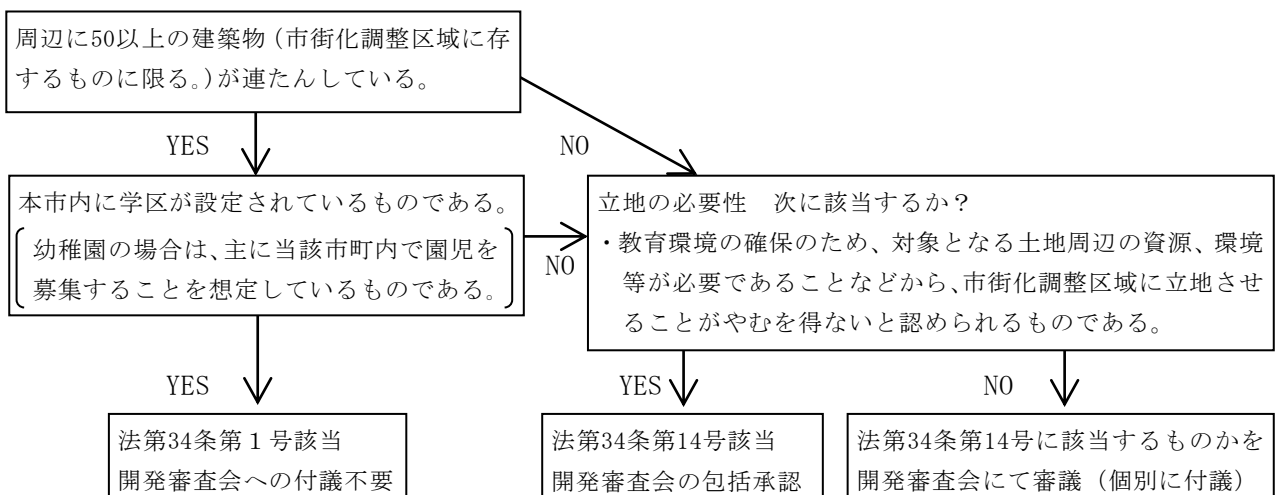 周辺に50以上の建築物（市街化調整区域に存
するものに限る。）が連たんしている。
YES
NO
本市内に学区が設定されているものである。
幼稚園の場合は、主に当該市町内で園児を
募集することを想定しているものである。
NO
立地の必要性　次に該当するか？
・教育環境の確保のため、対象となる土地周辺の資源、環境
等が必要であることなどから、市街化調整区域に立地させ
ることがやむを得ないと認められるものである。
YES
YES
NO
法第34条第１号該当
開発審査会への付議不要
法第34条第14号該当
開発審査会の包括承認
法第34条第14号に該当するものかを
開発審査会にて審議（個別に付議）